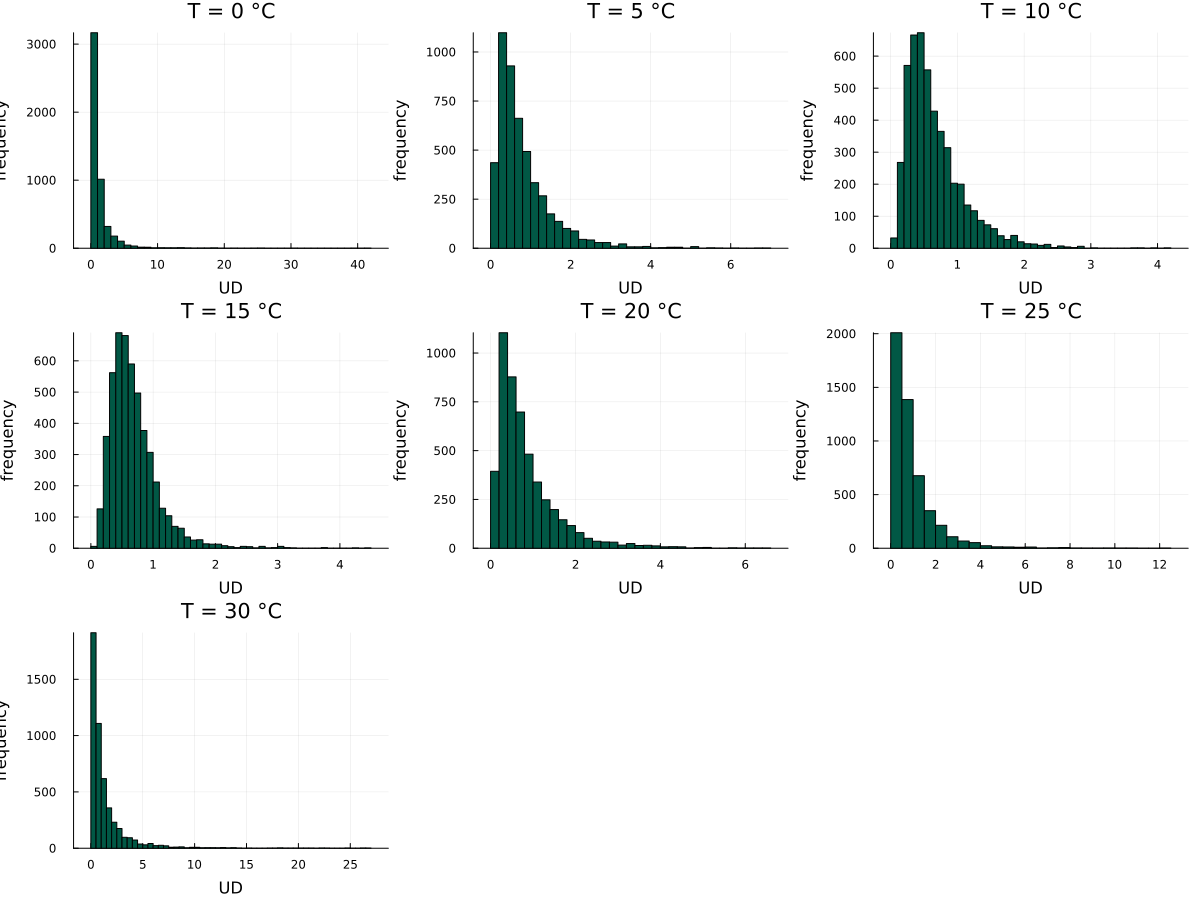 T = 0 °C
frequency
3000
2000
1000
0
0 10 20 30 40
UD
T = 5 °C
frequency
1000
750
500
250
0
0 2 4 6
UD
T = 10 °C
frequency
600
500
400
300
200
100
0
0 1 2 3 4
UD
T = 15 °C
frequency
600
500
400
300
200
100
0
0 1 2 3 4
UD
T = 20 °C
frequency
1000
750
500
250
0
0 2 4 6
UD
T = 25 °C
frequency
2000
1500
1000
500
0
0 2 4 6 8 10 12
UD
T = 30 °C
frequency
1500
1000
500
0
0 5 10 15 20 25
UD